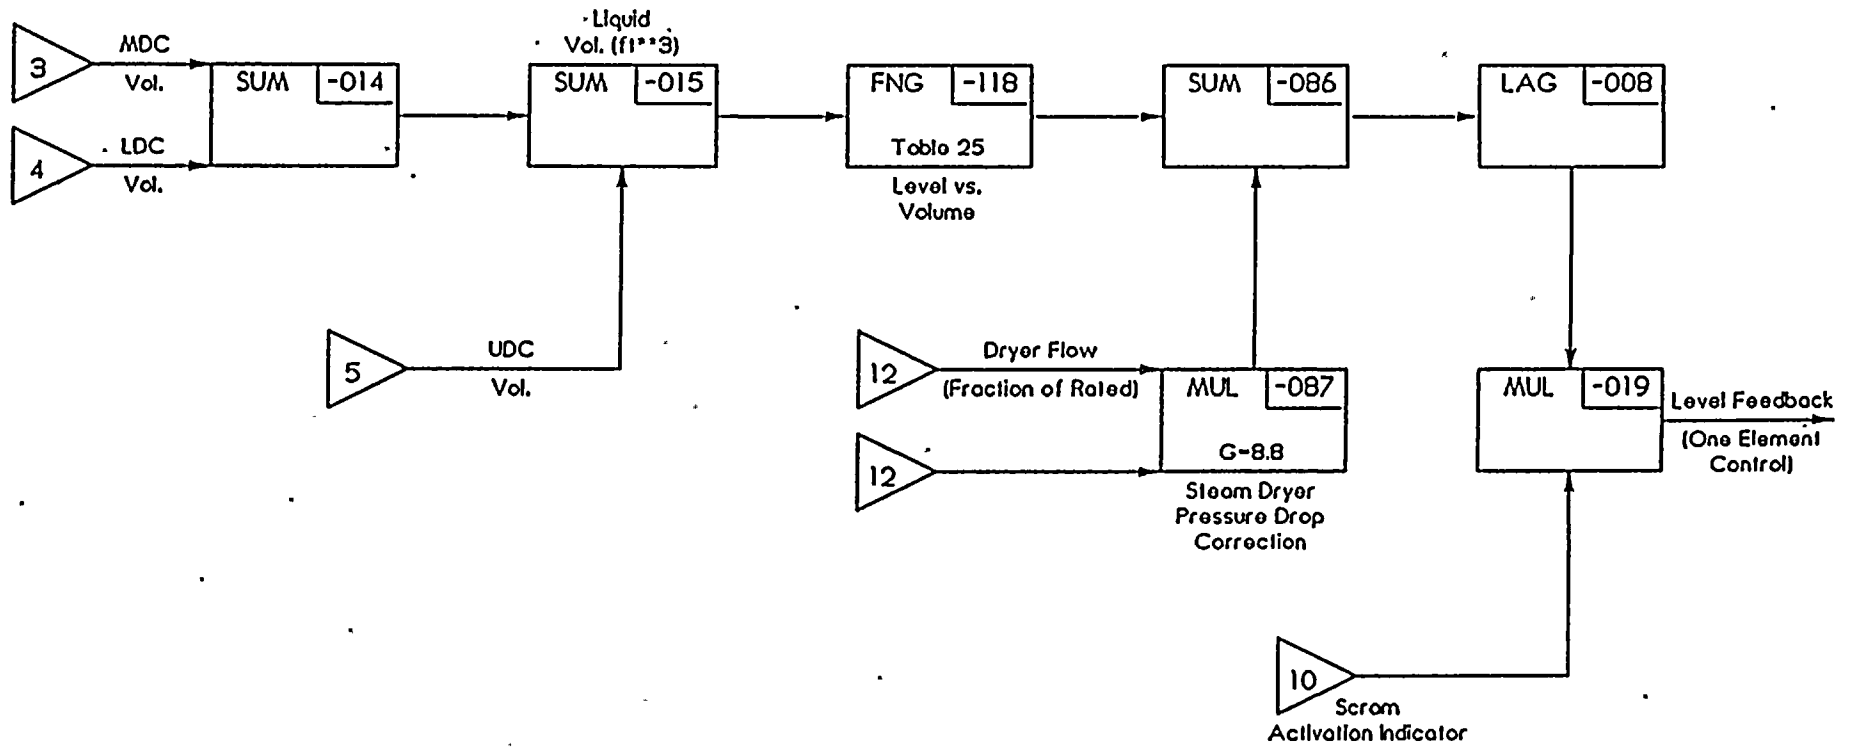 Liquid
Vol. (ft**3)
3
MDC
Vol.
4
LDC
Vol.
SUM -014
SUM -015
FNG -118
Table 25
Level vs.
Volume
SUM -086
LAG -008
5
UDC
Vol.
12
Dryer Flow
(Fraction of Rated)
12
MUL -087
G=8.8
Steam Dryer
Pressure Drop
Correction
MUL -019
Level Feedback
(One Element
Control)
10
Scram
Activation Indicator